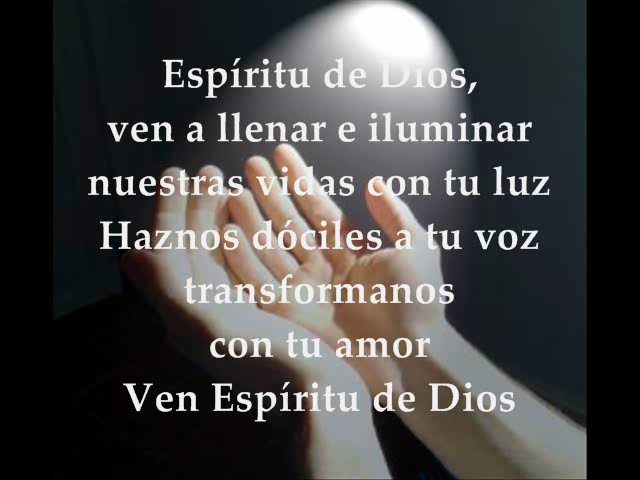 Espíritu de Dios,
ven a llenar e iluminar
nuestras vidas con tu luz
Haznos dóciles a tu voz
transformanos
con tu amor
Ven Espíritu de Dios